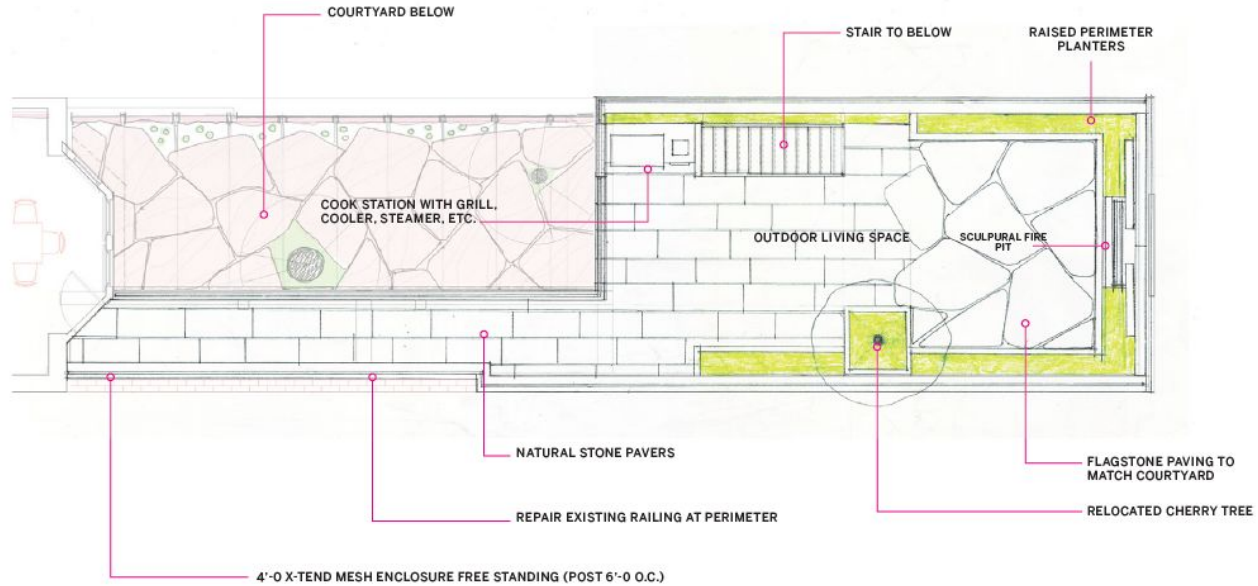 COURTYARD BELOW
STAIR TO BELOW
RAISED PERIMETER
PLANTERS
COOK STATION WITH GRILL,
COOLER, STEAMER, ETC.
OUTDOOR LIVING SPACE
SCULPURAL FIRE
PIT
NATURAL STONE PAVERS
FLAGSTONE PAVING TO
MATCH COURTYARD
RELOCATED CHERRY TREE
REPAIR EXISTING RAILING AT PERIMETER
4'-0 X-TEND MESH ENCLOSURE FREE STANDING (POST 6'-0 O.C.)